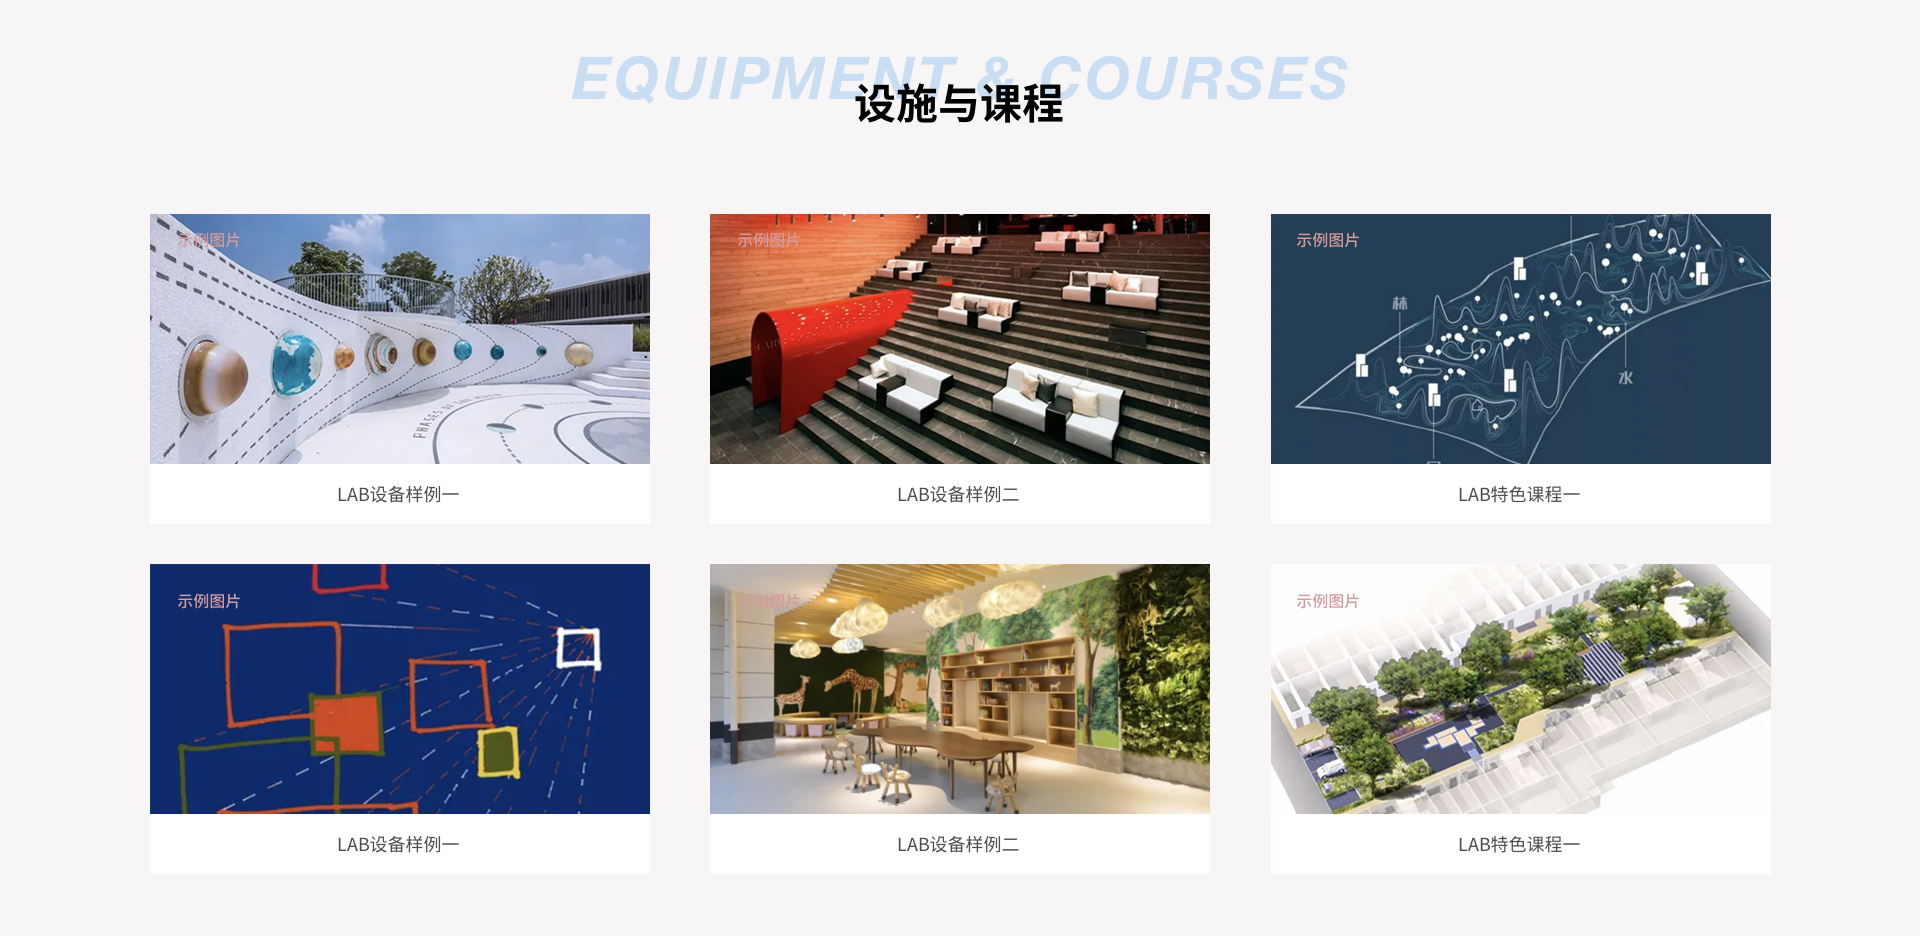 EQUIPMENT & COURSES
设施与课程
示例图片
示例图片
示例图片
PHASES OF THE MOON
林
水
LAB设备样例一
LAB设备样例二
LAB特色课程一
示例图片
示例图片
示例图片
LAB设备样例一
LAB设备样例二
LAB特色课程一